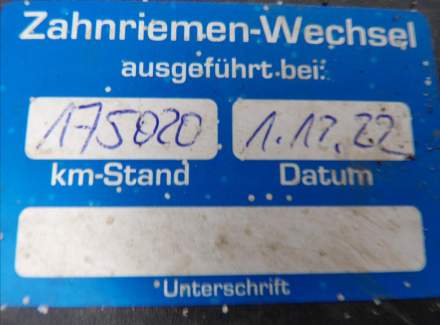 Zahnriemen-Wechsel
ausgeführt bei:
175020 1.12.22
km-Stand Datum
Unterschrift